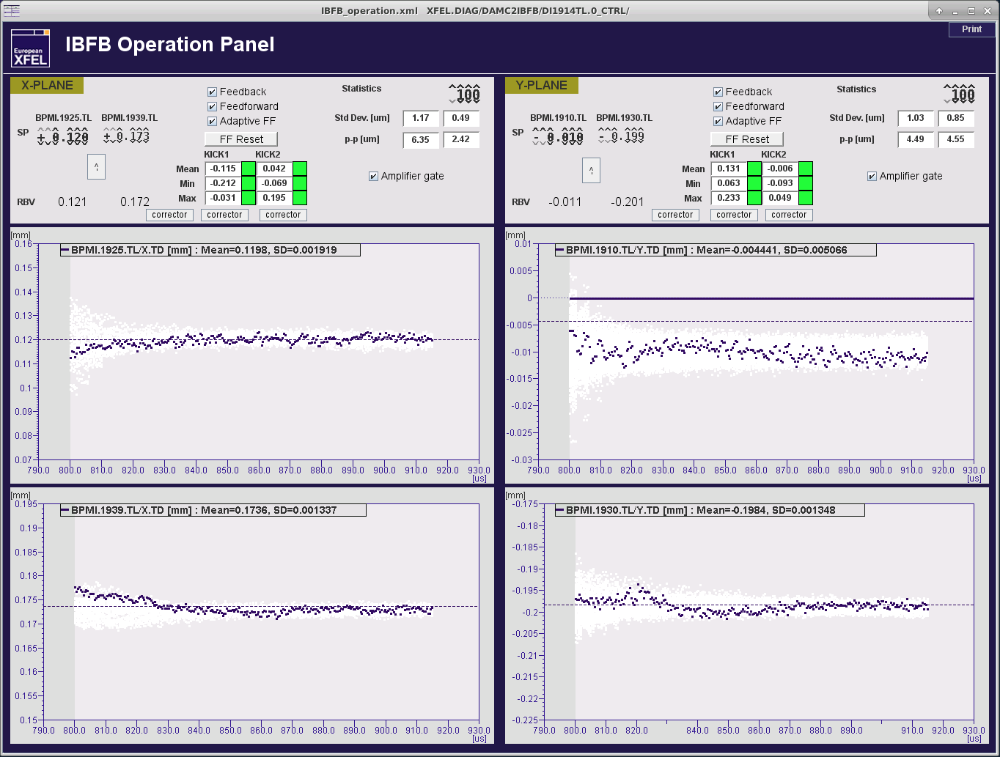 IBFB_operation.xml XFEL.DIAG/DAMC2IBFB/DI1914TL.0_CTRL/
Print
European
XFEL
IBFB Operation Panel
X-PLANE
Feedback
Feedforward
Adaptive FF
FF Reset
Statistics
100
BPMI.1925.TL BPMI.1939.TL
Std Dev. [um] 1.17 0.49
SP + 0.120 + 0.173
p-p [um] 6.35 2.42
KICK1 KICK2
Mean -0.115 0.042
Min -0.212 -0.069
Max -0.031 0.195
Amplifier gate
^
RBV 0.121 0.172
corrector corrector corrector
Y-PLANE
Feedback
Feedforward
Adaptive FF
FF Reset
Statistics
100
BPMI.1910.TL BPMI.1930.TL
Std Dev. [um] 1.03 0.85
SP - 0.010 - 0.199
p-p [um] 4.49 4.55
KICK1 KICK2
Mean 0.131 -0.006
Min 0.063 -0.093
Max 0.233 0.049
Amplifier gate
^
RBV -0.011 -0.201
corrector corrector corrector
[mm]
BPMI.1925.TL/X.TD [mm] : Mean=0.1198, SD=0.001919
0.16
0.15
0.14
0.13
0.12
0.11
0.1
0.09
0.08
0.07
790.0 800.0 810.0 820.0 830.0 840.0 850.0 860.0 870.0 880.0 890.0 900.0 910.0 920.0 930.0
[us]
[mm]
BPMI.1910.TL/Y.TD [mm] : Mean=-0.004441, SD=0.005066
0.01
0.005
0
-0.005
-0.01
-0.015
-0.02
-0.025
-0.03
790.0 800.0 810.0 820.0 830.0 840.0 850.0 860.0 870.0 880.0 890.0 900.0 910.0 920.0 930.0
[us]
[mm]
BPMI.1939.TL/X.TD [mm] : Mean=0.1736, SD=0.001337
0.195
0.19
0.185
0.18
0.175
0.17
0.165
0.16
0.155
0.15
790.0 800.0 810.0 820.0 830.0 840.0 850.0 860.0 870.0 880.0 890.0 900.0 910.0 920.0 930.0
[us]
[mm]
BPMI.1930.TL/Y.TD [mm] : Mean=-0.1984, SD=0.001348
-0.175
-0.18
-0.185
-0.19
-0.195
-0.2
-0.205
-0.21
-0.215
-0.22
-0.225
790.0 800.0 810.0 820.0 840.0 850.0 860.0 870.0 880.0 890.0 910.0 920.0 930.0
[us]